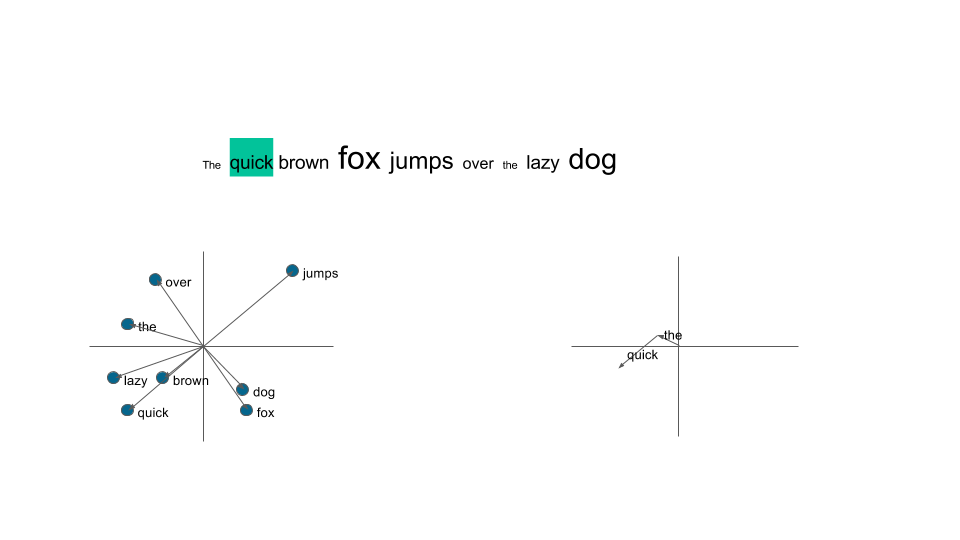 The quick brown fox jumps over the lazy dog
over
jumps
the
lazy
brown
quick
dog
fox
the
quick